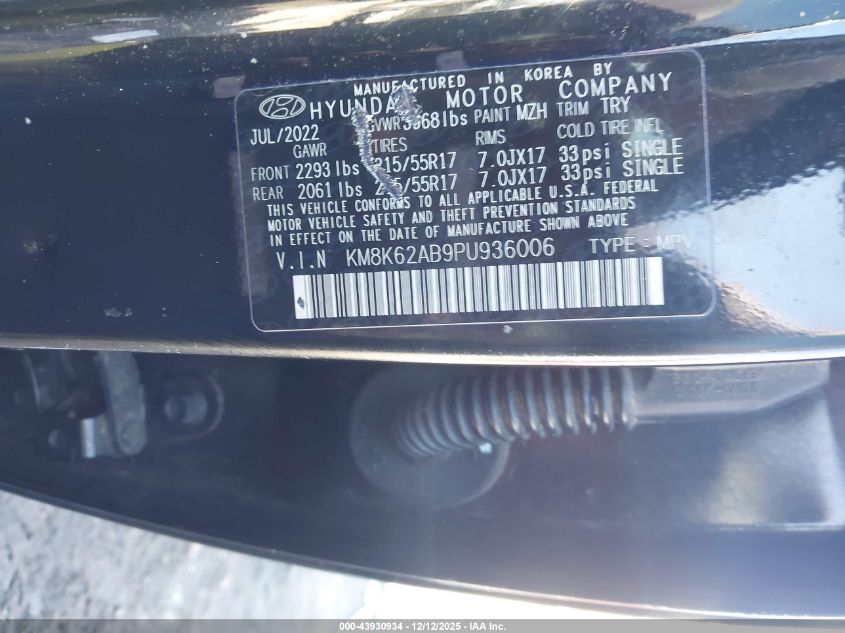 MANUFACTURED IN KOREA BY
HYUNDAI MOTOR COMPANY
JUL/2022 PAINT MZH TRIM TRY
GAWR TIRES RIMS COLD TIRE INFL
FRONT 2293 lbs 215/55R17 7.0JX17 33psi SINGLE
REAR 2061 lbs 7.0JX17 33psi SINGLE
THIS VEHICLE CONFORMS TO ALL APPLICABLE U.S.A. FEDERAL
MOTOR VEHICLE SAFETY AND THEFT PREVENTION STANDARDS
IN EFFECT ON THE DATE OF MANUFACTURE SHOWN ABOVE
V.I.N KM8K62AB9PU936006 TYPE : MPV
000-43930934 - 12/12/2025 - IAA Inc.